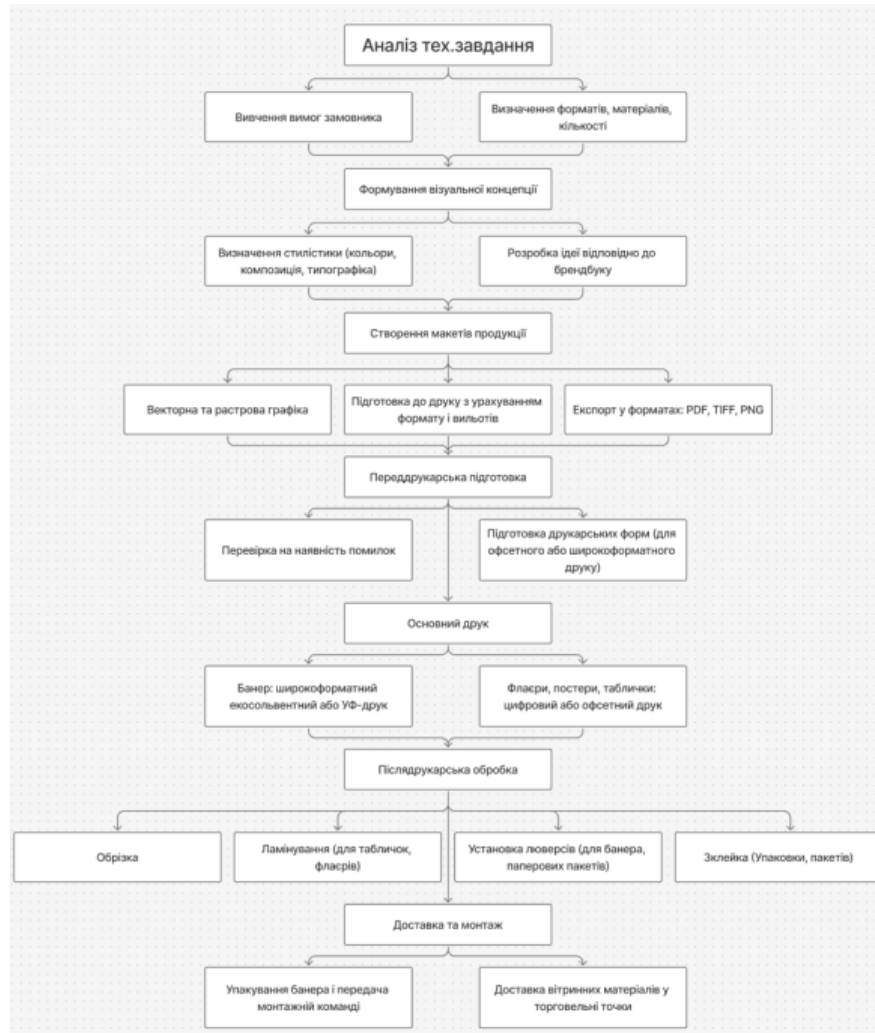 Аналіз тех.завдання
Вивчення вимог замовника
Визначення форматів, матеріалів,
кількості
Формування візуальної концепції
Визначення стилістики (кольори,
композиція, типографіка)
Розробка ідеї відповідно до
брендбуку
Створення макетів продукції
Векторна та растрова графіка
Підготовка до друку з урахуванням
формату і вильотів
Експорт у форматах: PDF, TIFF, PNG
Переддрукарська підготовка
Перевірка на наявність помилок
Підготовка друкарських форм (для
офсетного або широкоформатного
друку)
Основний друк
Банер: широкоформатний
екосольвентний або УФ-друк
Флаєри, постери, таблички:
цифровий або офсетний друк
Післядрукарська обробка
Обрізка
Ламінування (для табличок,
флаєрів)
Установка люверсів (для банера,
паперових пакетів)
Зклейка (Упаковки, пакетів)
Доставка та монтаж
Упакування банера і передача
монтажній команді
Доставка вітринних матеріалів у
торговельні точки